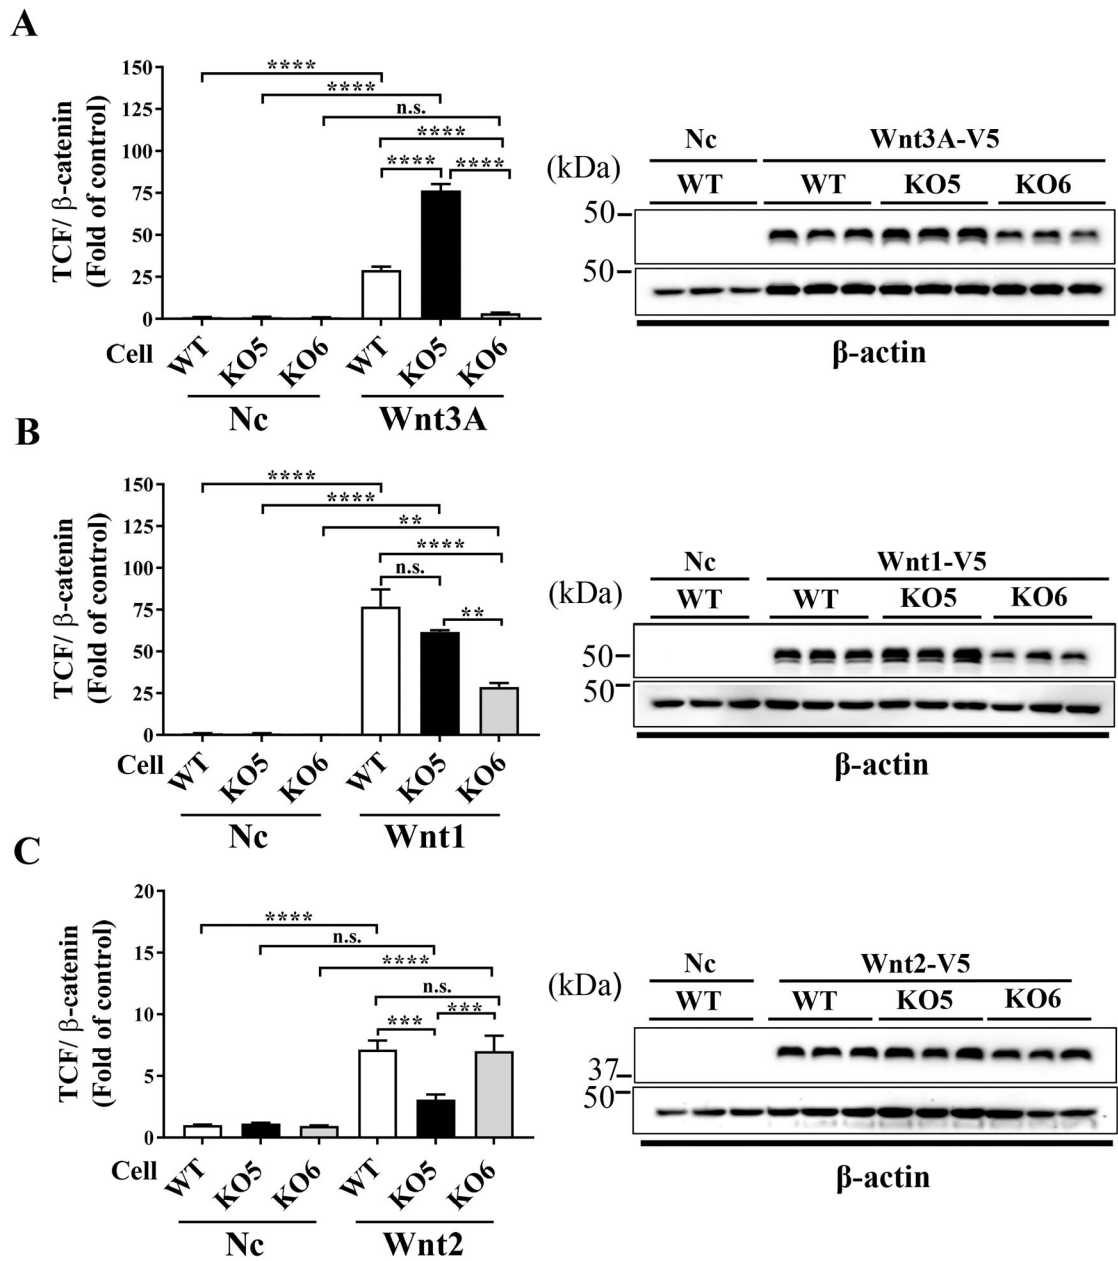 A
TCF/ β-catenin
(Fold of control)
150
125
100
75
50
25
0
****
****
n.s.
****
**** ****
Cell WT KO5 KO6 WT KO5 KO6
Nc Wnt3A
Nc Wnt3A-V5
(kDa) WT WT KO5 KO6
50
50
β-actin
B
TCF/ β-catenin
(Fold of control)
150
125
100
75
50
25
0
****
****
**
****
n.s.
**
Cell WT KO5 KO6 WT KO5 KO6
Nc Wnt1
Nc Wnt1-V5
(kDa) WT WT KO5 KO6
50
50
β-actin
C
TCF/ β-catenin
(Fold of control)
20
15
10
5
0
****
n.s.
****
n.s.
*** ***
Cell WT KO5 KO6 WT KO5 KO6
Nc Wnt2
Nc Wnt2-V5
(kDa) WT WT KO5 KO6
37
50
β-actin